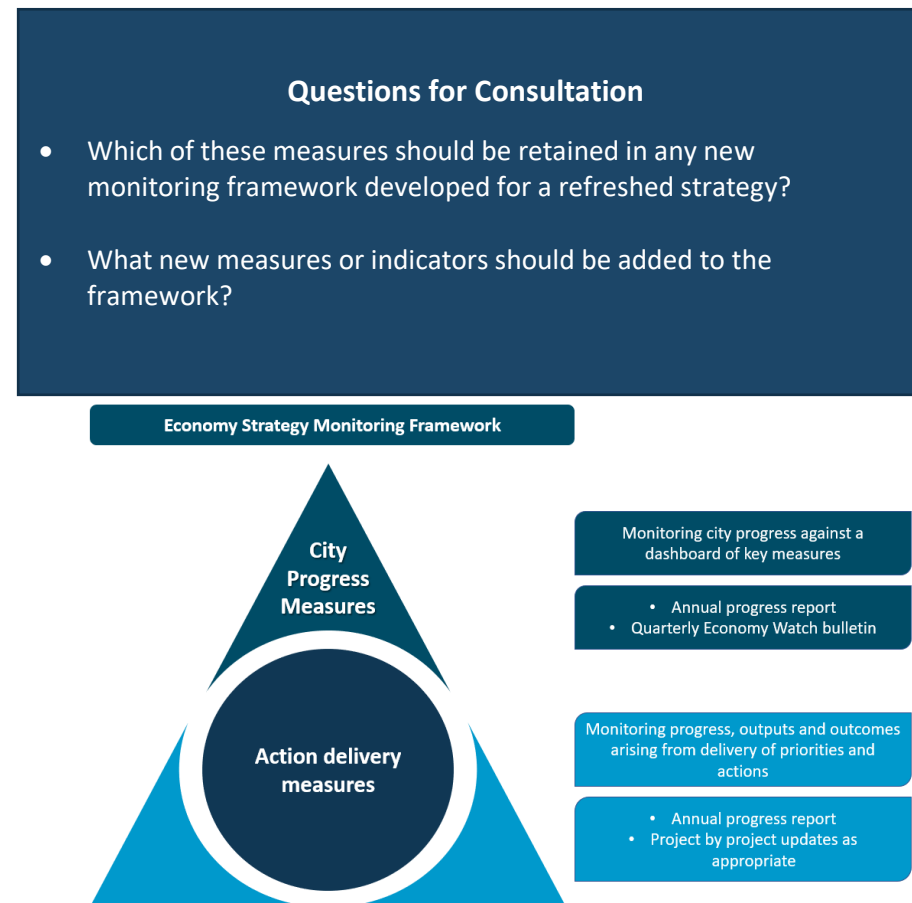 Questions for Consultation
• Which of these measures should be retained in any new
monitoring framework developed for a refreshed strategy?
• What new measures or indicators should be added to the
framework?
Economy Strategy Monitoring Framework
City
Progress
Measures
Monitoring city progress against a
dashboard of key measures
• Annual progress report
• Quarterly Economy Watch bulletin
Action delivery
measures
Monitoring progress, outputs and outcomes
arising from delivery of priorities and
actions
• Annual progress report
• Project by project updates as
appropriate